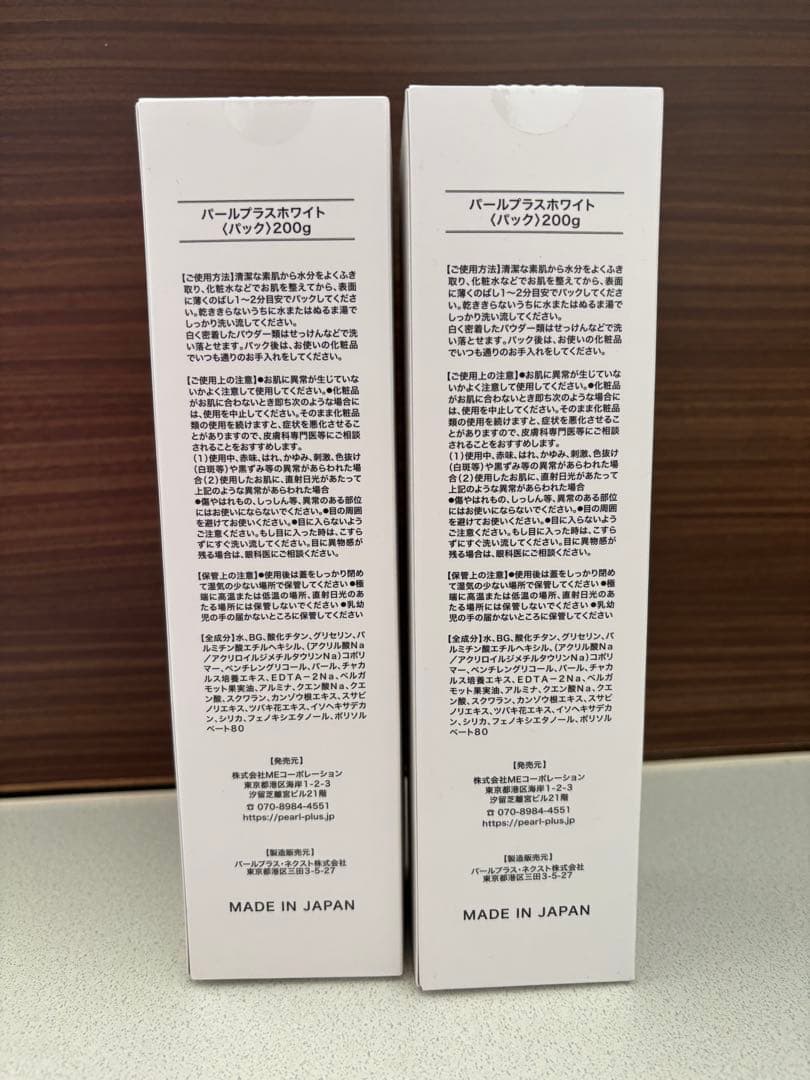 パールプラスホワイト
〈パック〉200g
【ご使用方法】清潔な素肌から水分をよくふき
取り、化粧水などでお肌を整えてから、表面
に薄くのばし1〜2分目安でパックしてくださ
い。乾ききらないうちに水またはぬるま湯で
しっかり洗い流してください。
白く密着したパウダー類はせっけんなどで洗
い落とせます。パック後は、お使いの化粧品
でいつも通りのお手入れをしてください。
【ご使用上の注意】●お肌に異常が生じていな
いかよく注意して使用してください。●化粧品
がお肌に合わないとき即ち次のような場合に
は、使用を中止してください。そのまま化粧品
類の使用を続けますと、症状を悪化させるこ
とがありますので、皮膚科専門医等にご相談
されることをおすすめします。
(1)使用中、赤味、はれ、かゆみ、刺激、色抜け
(白斑等)や黒ずみ等の異常があらわれた場
合(2)使用したお肌に、直射日光があたって
上記のような異常があらわれた場合
●傷やはれもの、しっしん等、異常のある部位
にはお使いにならないでください。●目の周囲
を避けてお使いください。●目に入らないよう
ご注意ください。もし目に入った時は、こすら
ずにすぐ洗い流してください。目に異物感が
残る場合は、眼科医にご相談ください。
【保管上の注意】●使用後は蓋をしっかり閉め
て湿気の少ない場所で保管してください ●極
端に高温または低温の場所、直射日光のあ
たる場所には保管しないでください ●乳幼
児の手の届かないところに保管してください
【全成分】水、BG、酸化チタン、グリセリン、パ
ルミチン酸エチルヘキシル、(アクリル酸Na
/アクリロイルジメチルタウリンNa)コポリ
マー、ペンチレングリコール、パール、チャカ
ルス培養エキス、EDTA-2Na、ベルガ
モット果実油、アルミナ、クエン酸Na、クエ
ン酸、スクワラン、カンゾウ根エキス、スサビ
ノリエキス、ツバキ花エキス、イソヘキサデカ
ン、シリカ、フェノキシエタノール、ポリソル
ベート80
【発売元】
株式会社MEコーポレーション
東京都港区海岸1-2-3
汐留芝離宮ビル21階
☎ 070-8984-4551
https://pearl-plus.jp
【製造販売元】
パールプラス・ネクスト株式会社
東京都港区三田3-5-27
MADE IN JAPAN
パールプラスホワイト
〈パック〉200g
【ご使用方法】清潔な素肌から水分をよくふき
取り、化粧水などでお肌を整えてから、表面
に薄くのばし1〜2分目安でパックしてくださ
い。乾ききらないうちに水またはぬるま湯で
しっかり洗い流してください。
白く密着したパウダー類はせっけんなどで洗
い落とせます。パック後は、お使いの化粧品
でいつも通りのお手入れをしてください。
【ご使用上の注意】●お肌に異常が生じていな
いかよく注意して使用してください。●化粧品
がお肌に合わないとき即ち次のような場合に
は、使用を中止してください。そのまま化粧品
類の使用を続けますと、症状を悪化させるこ
とがありますので、皮膚科専門医等にご相談
されることをおすすめします。
(1)使用中、赤味、はれ、かゆみ、刺激、色抜け
(白斑等)や黒ずみ等の異常があらわれた場
合(2)使用したお肌に、直射日光があたって
上記のような異常があらわれた場合
●傷やはれもの、しっしん等、異常のある部位
にはお使いにならないでください。●目の周囲
を避けてお使いください。●目に入らないよう
ご注意ください。もし目に入った時は、こすら
ずにすぐ洗い流してください。目に異物感が
残る場合は、眼科医にご相談ください。
【保管上の注意】●使用後は蓋をしっかり閉め
て湿気の少ない場所で保管してください ●極
端に高温または低温の場所、直射日光のあ
たる場所には保管しないでください ●乳幼
児の手の届かないところに保管してください
【全成分】水、BG、酸化チタン、グリセリン、パ
ルミチン酸エチルヘキシル、(アクリル酸Na
/アクリロイルジメチルタウリンNa)コポリ
マー、ペンチレングリコール、パール、チャカ
ルス培養エキス、EDTA-2Na、ベルガ
モット果実油、アルミナ、クエン酸Na、クエン
酸、スクワラン、カンゾウ根エキス、スサビ
ノリエキス、ツバキ花エキス、イソヘキサデカ
ン、シリカ、フェノキシエタノール、ポリソル
ベート80
【発売元】
株式会社MEコーポレーション
東京都港区海岸1-2-3
汐留芝離宮ビル21階
☎ 070-8984-4551
https://pearl-plus.jp
【製造販売元】
パールプラス・ネクスト株式会社
東京都港区三田3-5-27
MADE IN JAPAN